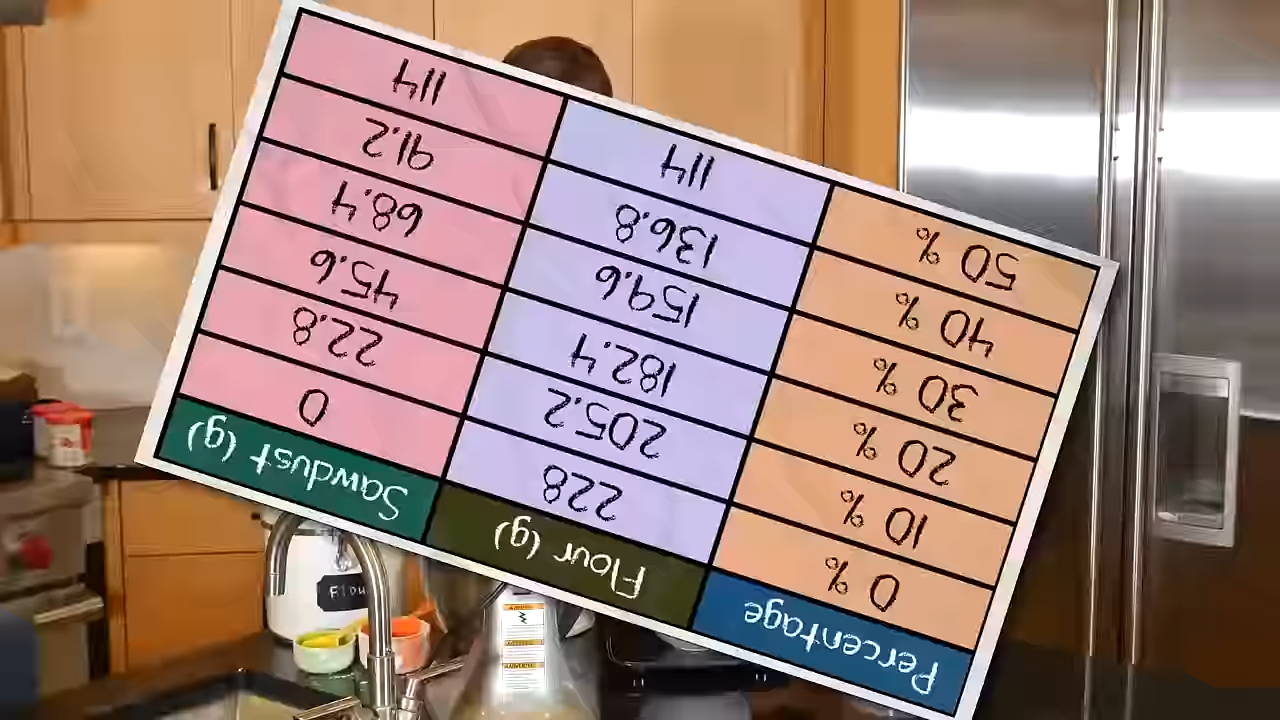 Percentage Flour (g) Sawdust (g)
0 % 228 0
10 % 205.2 22.8
20 % 182.4 45.6
30 % 159.6 68.4
40 % 136.8 91.2
50 % 114 114
Flou